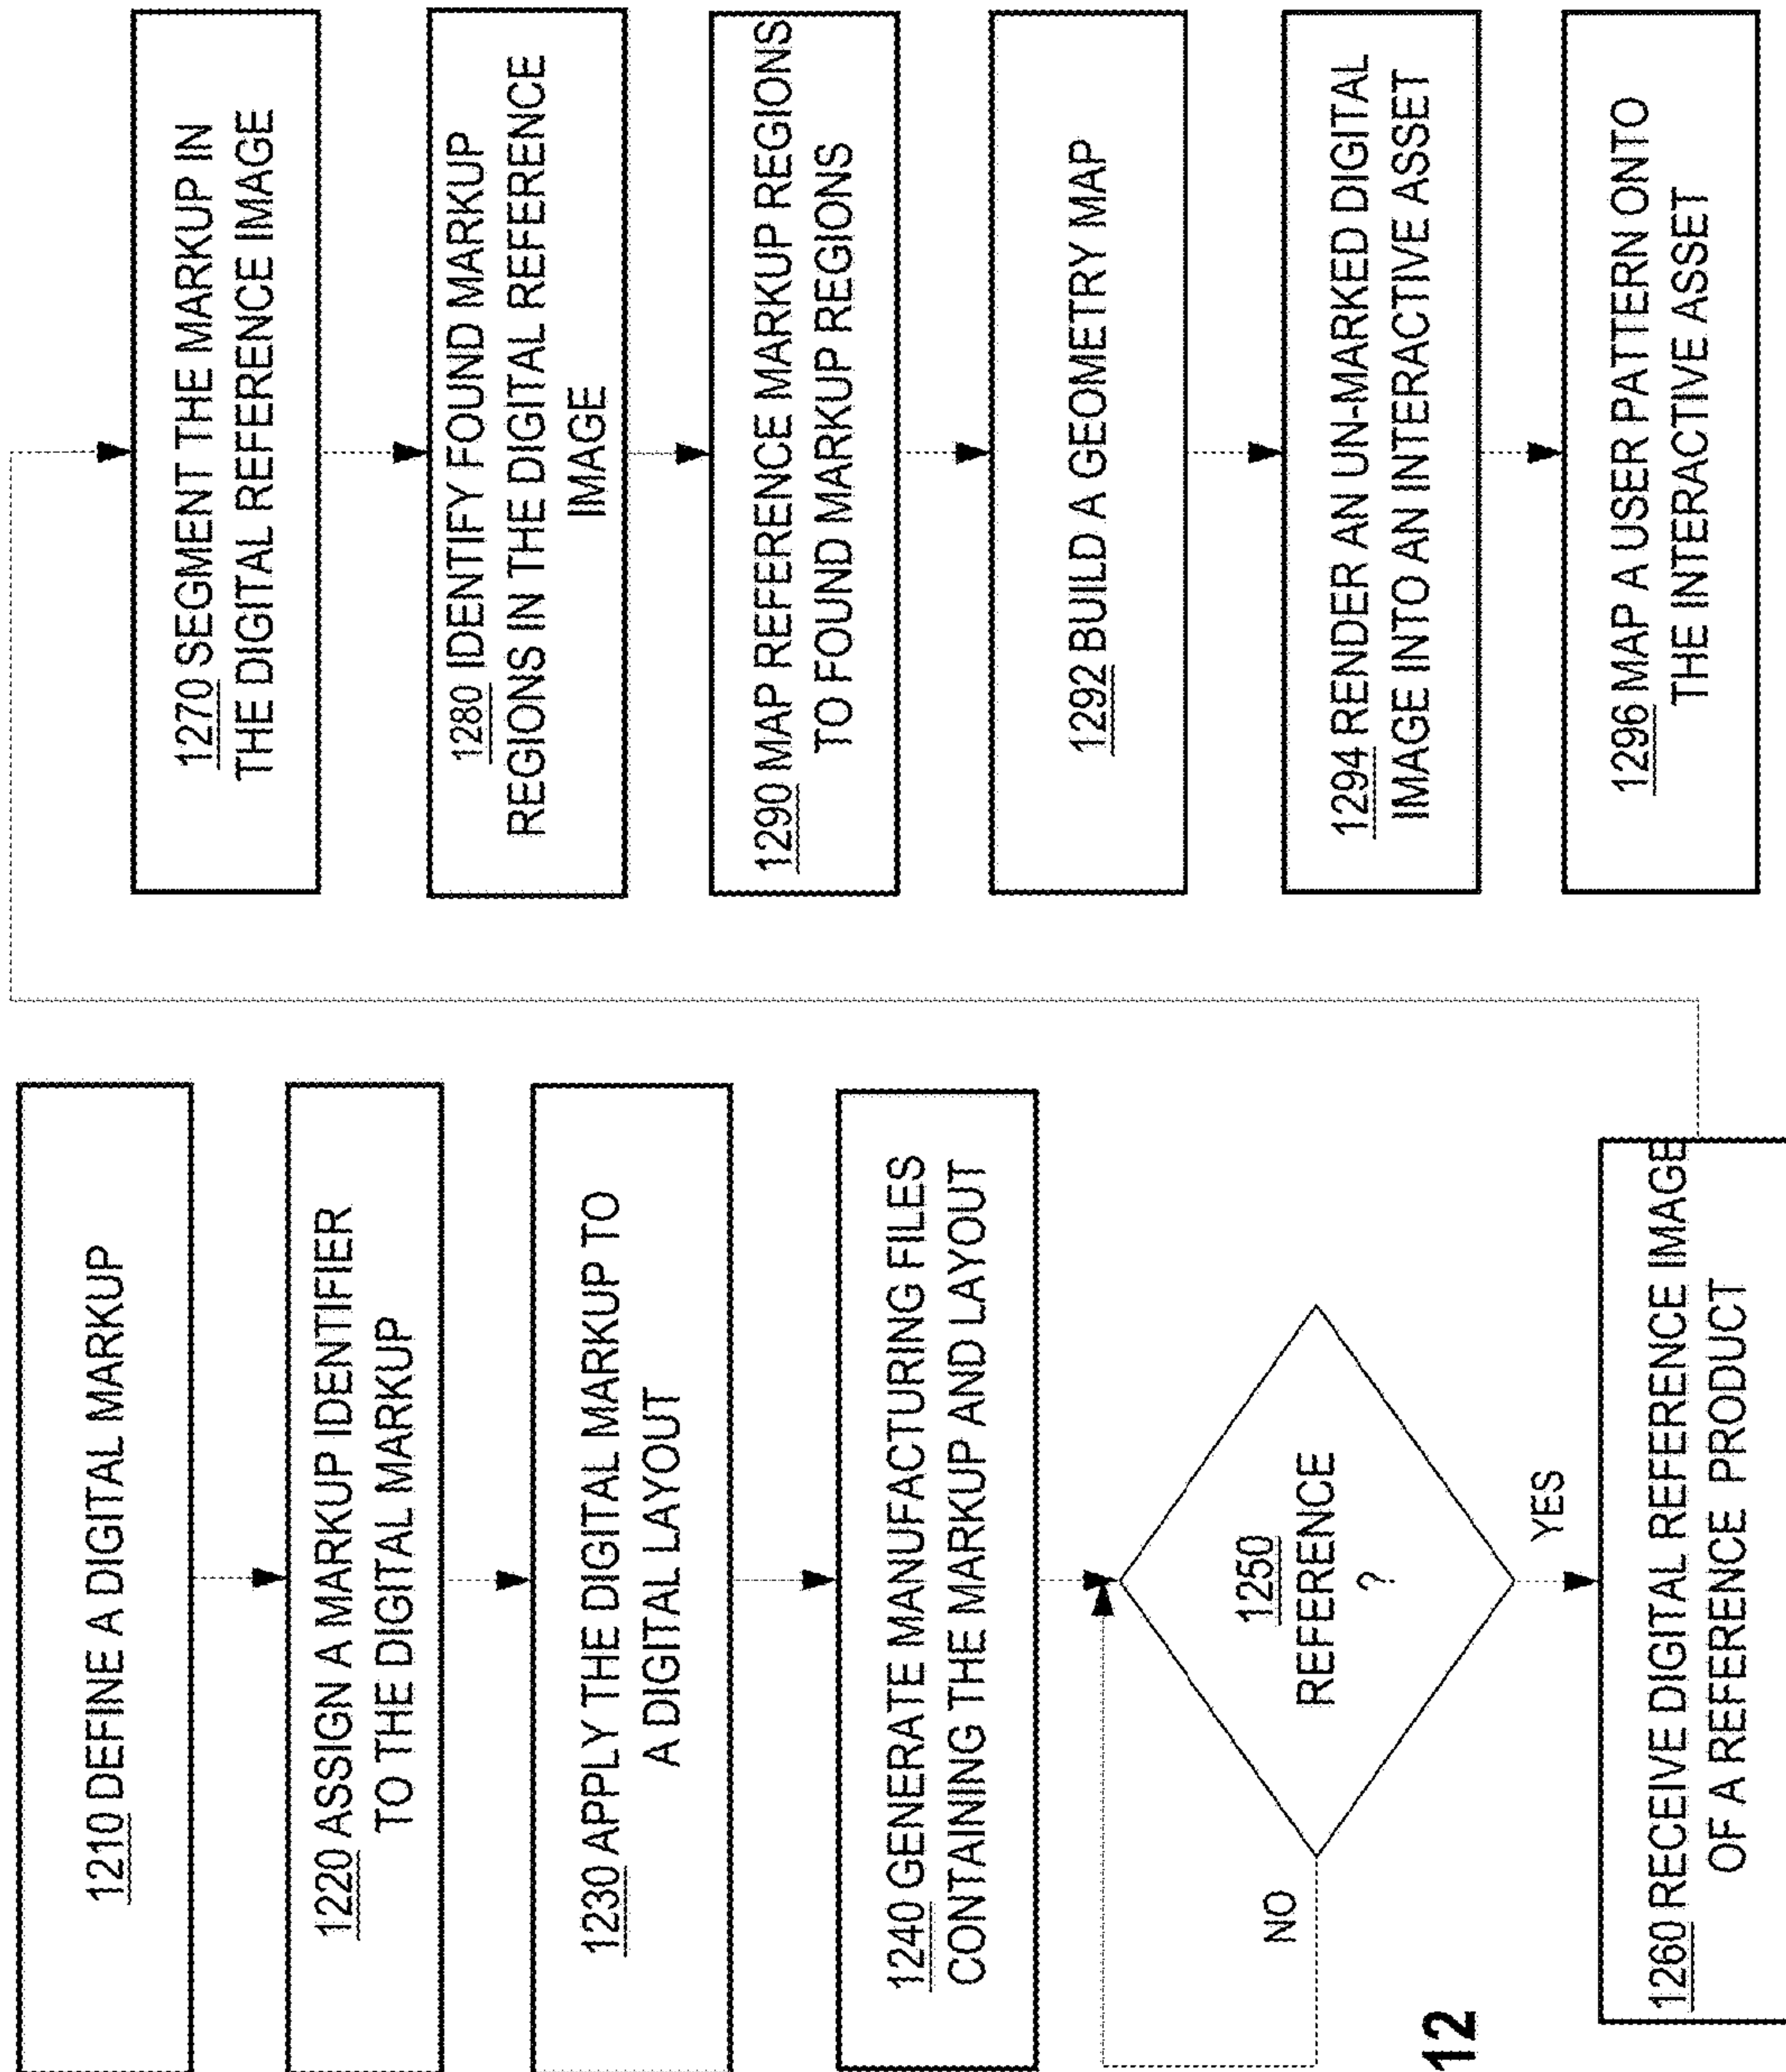 1210 DEFINE A DIGITAL MARKUP
1220 ASSIGN A MARKUP IDENTIFIER
TO THE DIGITAL MARKUP
1230 APPLY THE DIGITAL MARKUP TO
A DIGITAL LAYOUT
1240 GENERATE MANUFACTURING FILES
CONTAINING THE MARKUP AND LAYOUT
1250
REFERENCE
?
NO
YES
1260 RECEIVE DIGITAL REFERENCE IMAGE
OF A REFERENCE PRODUCT
1270 SEGMENT THE MARKUP IN
THE DIGITAL REFERENCE IMAGE
1280 IDENTIFY FOUND MARKUP
REGIONS IN THE DIGITAL REFERENCE
IMAGE
1290 MAP REFERENCE MARKUP REGIONS
TO FOUND MARKUP REGIONS
1292 BUILD A GEOMETRY MAP
1294 RENDER AN UN-MARKED DIGITAL
IMAGE INTO AN INTERACTIVE ASSET
1296 MAP A USER PATTERN ONTO
THE INTERACTIVE ASSET
12